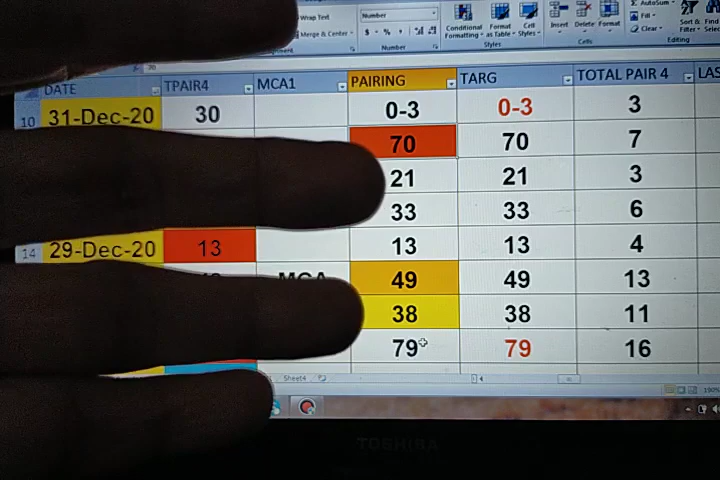 Wrap Text
Merge & Center
Number
$ % ,
Number
Conditional Formatting
Format as Table
Cell Styles
Styles
Insert
Delete
Format
Cells
Σ AutoSum
Fill
Clear
Sort &
Filter
Find
Editing
DATE TPAIR4 MCA1 PAIRING TARG TOTAL PAIR 4 LAS
10 31-Dec-20 30 0-3 0-3 3
70 70 7
21 21 3
33 33 6
14 29-Dec-20 13 13 13 4
MCA 49 49 13
38 38 11
79 79 16
Sheet4
190%
TOSHIBA